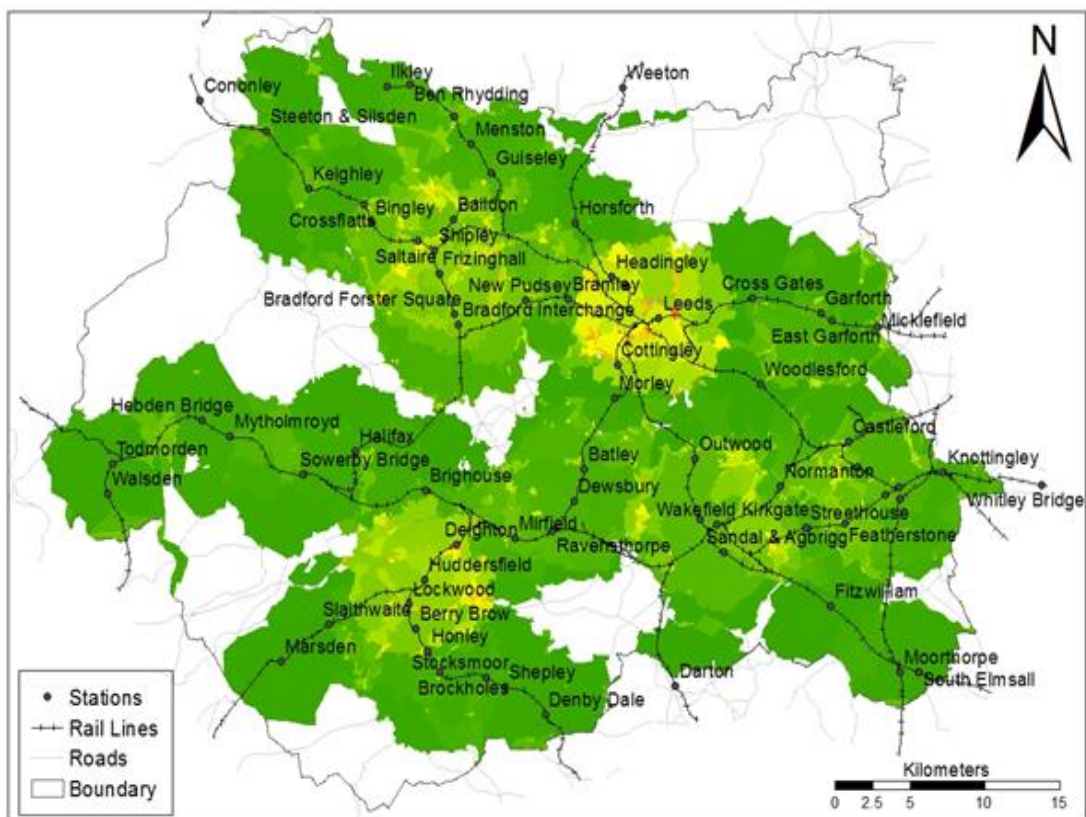 N
Ilkley
Weeton
Cononley
Ben Rhydding
Steeton & Silsden
Menston
Guiseley
Keighley
Baildon
Bingley
Horsforth
Crossflatts
Shipley
Saltaire
Frizinghall
Headingley
New Pudsey
Bramley
Cross Gates
Bradford Forster Square
Leeds
Garforth
Bradford Interchange
Micklefield
East Garforth
Cottingley
Woodlesford
Morley
Hebden Bridge
Mytholmroyd
Castleford
Halifax
Outwood
Todmorden
Batley
Knottingley
Sowerby Bridge
Normanton
Walsden
Brighouse
Dewsbury
Whitley Bridge
Wakefield Kirkgate
Streethouse
Deighton
Mirfield
Sandal & Agbrigg
Featherstone
Ravensthorpe
Huddersfield
Lockwood
Fitzwilliam
Slaithwaite
Berry Brow
Honley
Marsden
Moorthorpe
Stocksmoor
Shepley
Darton
South Elmsall
Brockholes
Denby Dale
Stations
Rail Lines
Roads
Boundary
Kilometers
0 2.5 5 10 15